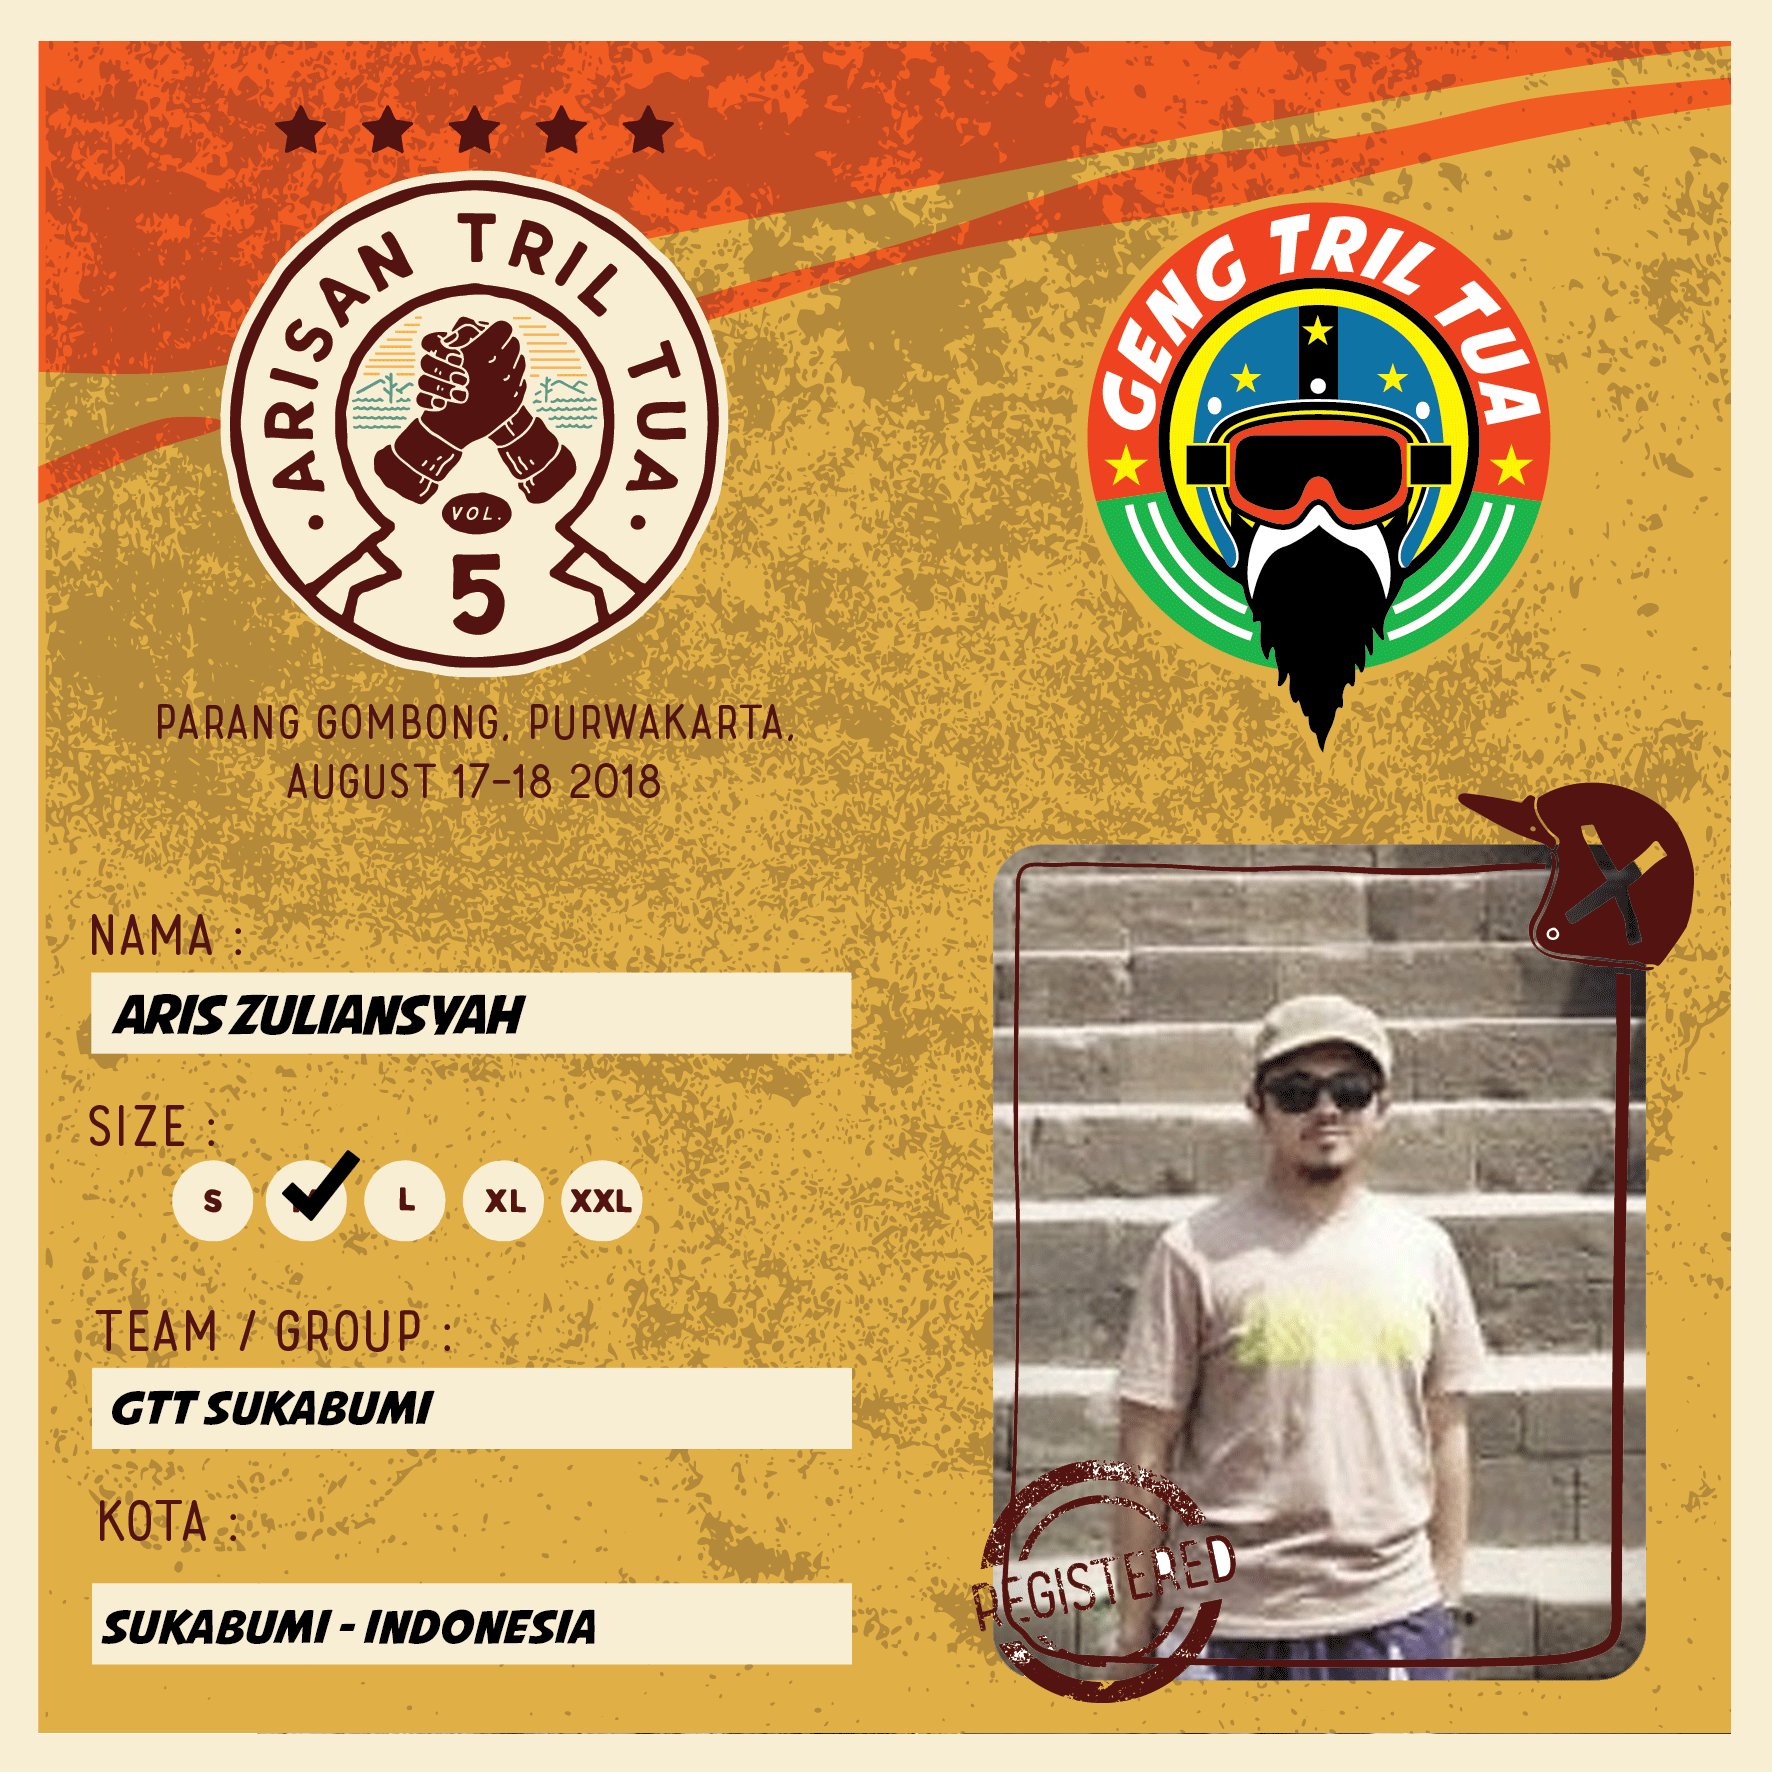 ARISAN TRIL TUA
VOL.
5
GENG TRIL TUA
PARANG GOMBONG, PURWAKARTA,
AUGUST 17-18 2018
NAMA :
ARIS ZULIANSYAH
SIZE :
S L XL XXL
TEAM / GROUP :
GTT SUKABUMI
KOTA :
SUKABUMI - INDONESIA
REGISTERED